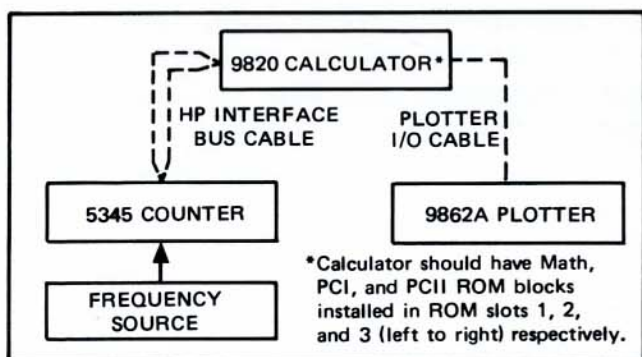 9820 CALCULATOR*
HP INTERFACE
BUS CABLE
PLOTTER
I/O CABLE
5345 COUNTER
9862A PLOTTER
FREQUENCY
SOURCE
*Calculator should have Math,
PCI, and PCII ROM blocks
installed in ROM slots 1, 2,
and 3 (left to right) respectively.